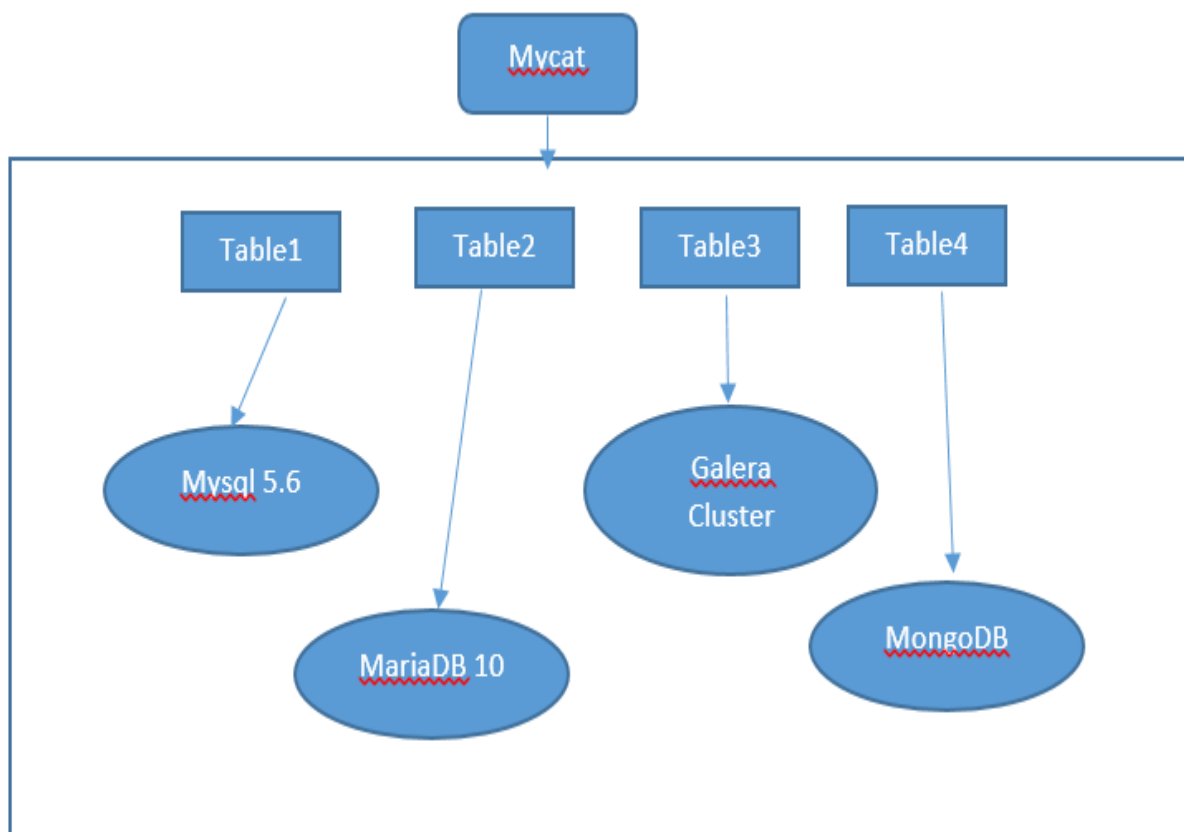 Mycat
Table1
Table2
Table3
Table4
Mysql 5.6
Galera
Cluster
MariaDB 10
MongoDB